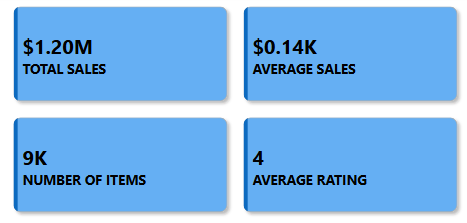 $1.20M
TOTAL SALES
$0.14K
AVERAGE SALES
9K
NUMBER OF ITEMS
4
AVERAGE RATING